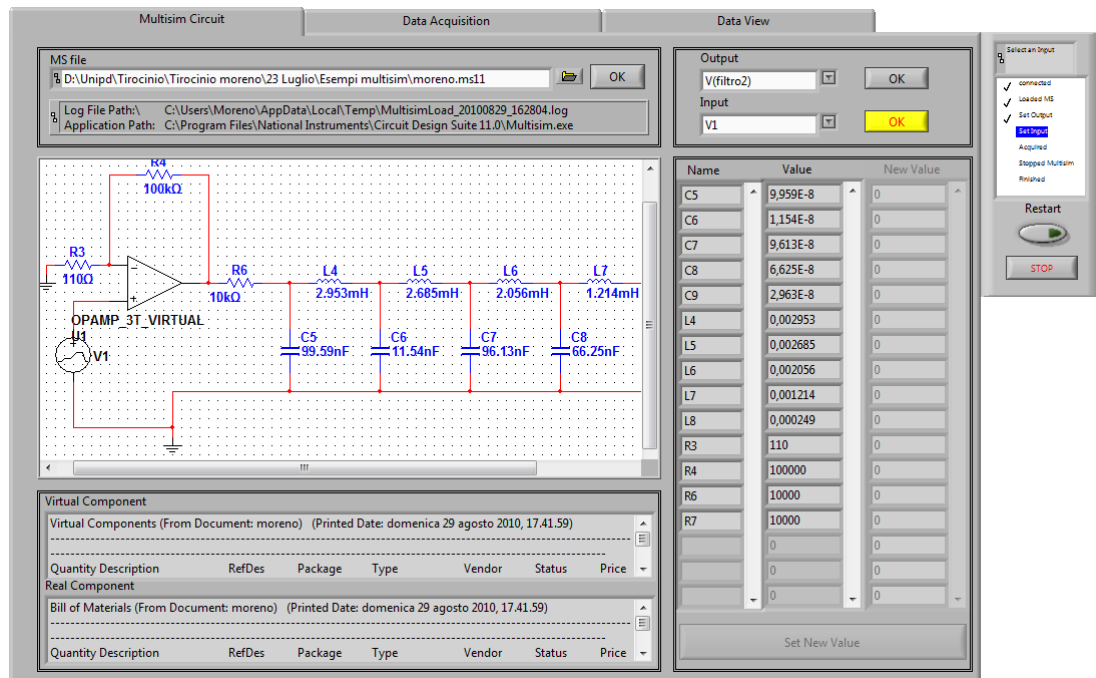 Multisim Circuit
Data Acquisition
Data View
MS file
D:\Unipd\Tirocinio\Tirocinio moreno\23 Luglio\Esempi multisim\moreno.ms11
OK
Log File Path:\ C:\Users\Moreno\AppData\Local\Temp\MultisimLoad_20100829_162804.log
Application Path: C:\Program Files\National Instruments\Circuit Design Suite 11.0\Multisim.exe
Output
V(filtro2)
OK
Input
V1
OK
Select an Input
connected
Loaded MS
Set Output
Set Input
Acquired
Stopped Multisim
Finished
Restart
STOP
R4
100kΩ
R3
110Ω
R6
10kΩ
L4
2.953mH
L5
2.685mH
L6
2.056mH
L7
1.214mH
OPAMP_3T_VIRTUAL
U1
V1
C5
99.59nF
C6
11.54nF
C7
96.13nF
C8
66.25nF
Name Value New Value
C5 9,959E-8 0
C6 1,154E-8 0
C7 9,613E-8 0
C8 6,625E-8 0
C9 2,963E-8 0
L4 0,002953 0
L5 0,002685 0
L6 0,002056 0
L7 0,001214 0
L8 0,000249 0
R3 110 0
R4 100000 0
R6 10000 0
R7 10000 0
0 0
0 0
0 0
Set New Value
Virtual Component
Virtual Components (From Document: moreno) (Printed Date: domenica 29 agosto 2010, 17.41.59)
Quantity Description RefDes Package Type Vendor Status Price
Real Component
Bill of Materials (From Document: moreno) (Printed Date: domenica 29 agosto 2010, 17.41.59)
Quantity Description RefDes Package Type Vendor Status Price